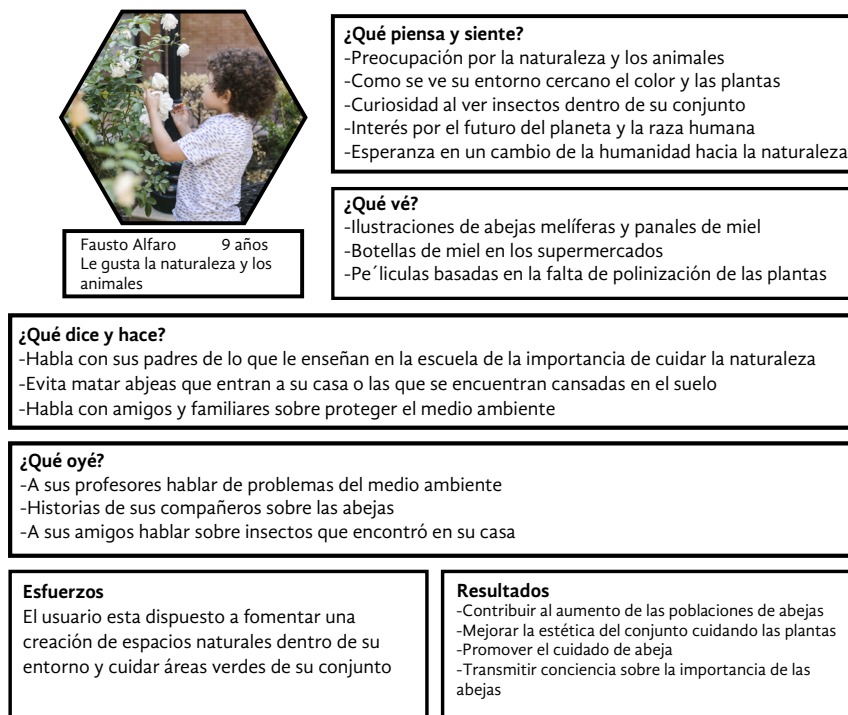 ¿Qué piensa y siente?
-Preocupación por la naturaleza y los animales
-Como se ve su entorno cercano el color y las plantas
-Curiosidad al ver insectos dentro de su conjunto
-Interés por el futuro del planeta y la raza humana
-Esperanza en un cambio de la humanidad hacia la naturaleza
Fausto Alfaro 9 años
Le gusta la naturaleza y los
animales
¿Qué vé?
-Ilustraciones de abejas melíferas y panales de miel
-Botellas de miel en los supermercados
-Pe´liculas basadas en la falta de polinización de las plantas
¿Qué dice y hace?
-Habla con sus padres de lo que le enseñan en la escuela de la importancia de cuidar la naturaleza
-Evita matar abjeas que entran a su casa o las que se encuentran cansadas en el suelo
-Habla con amigos y familiares sobre proteger el medio ambiente
¿Qué oyé?
-A sus profesores hablar de problemas del medio ambiente
-Historias de sus compañeros sobre las abejas
-A sus amigos hablar sobre insectos que encontró en su casa
Esfuerzos
El usuario esta dispuesto a fomentar una
creación de espacios naturales dentro de su
entorno y cuidar áreas verdes de su conjunto
Resultados
-Contribuir al aumento de las poblaciones de abejas
-Mejorar la estética del conjunto cuidando las plantas
-Promover el cuidado de abeja
-Transmitir conciencia sobre la importancia de las
abejas